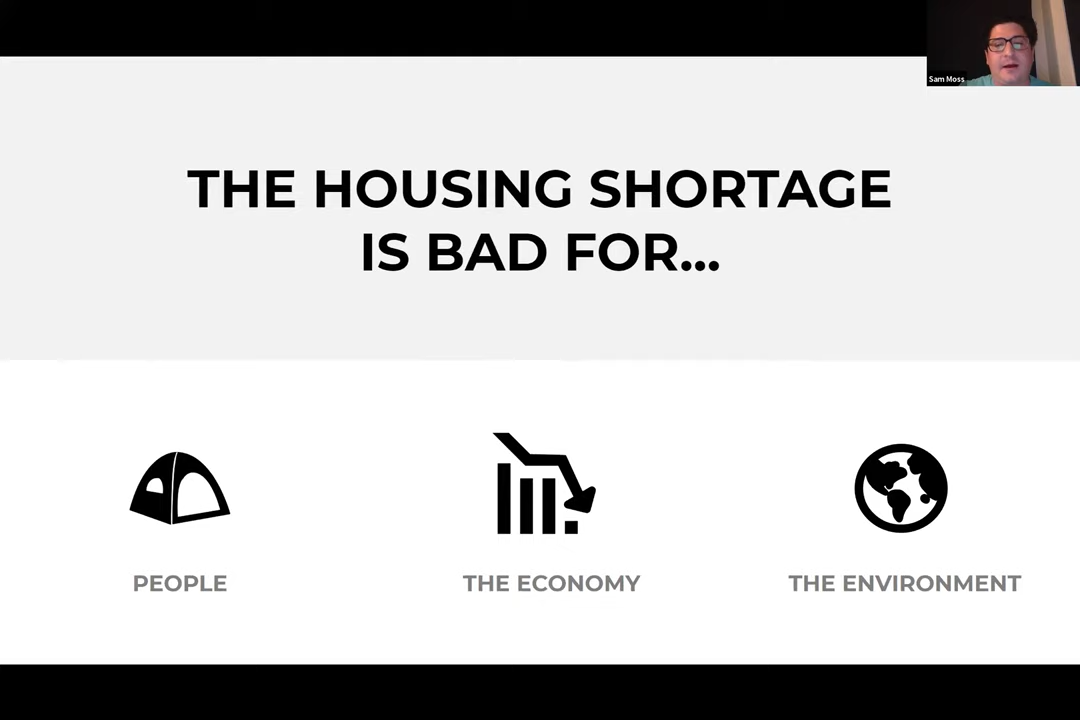 Sam Moss
THE HOUSING SHORTAGE
IS BAD FOR...
PEOPLE
THE ECONOMY
THE ENVIRONMENT